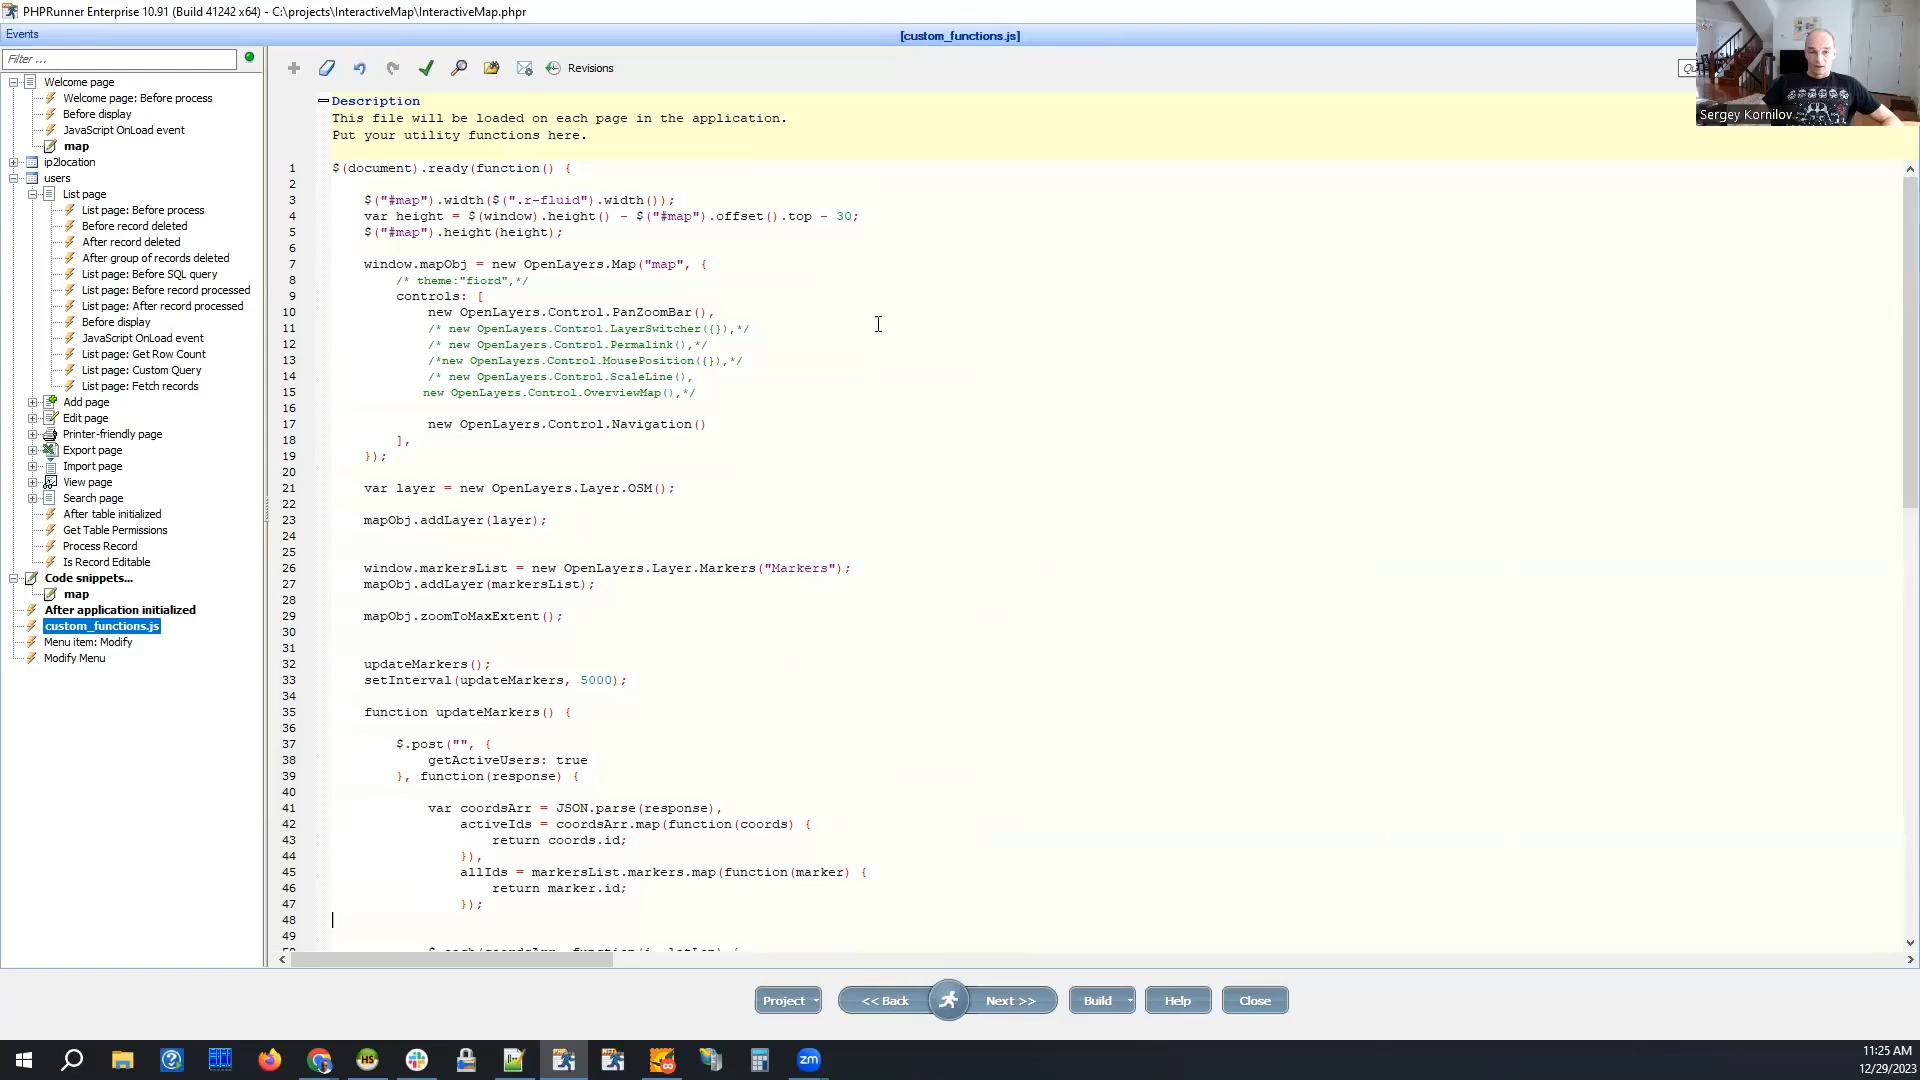 PHPRunner Enterprise 10.91 (Build 41242 x64) - C:\projects\InteractiveMap\InteractiveMap.phpr
Events
[custom_functions.js]
Filter ...
Revisions
Sergey Kornilov
Welcome page
Welcome page: Before process
Before display
JavaScript OnLoad event
map
ip2location
users
List page
List page: Before process
Before record deleted
After record deleted
After group of records deleted
List page: Before SQL query
List page: Before record processed
List page: After record processed
Before display
JavaScript OnLoad event
List page: Get Row Count
List page: Custom Query
List page: Fetch records
Add page
Edit page
Printer-friendly page
Export page
Import page
View page
Search page
After table initialized
Get Table Permissions
Process Record
Is Record Editable
Code snippets...
map
After application initialized
custom_functions.js
Menu item: Modify
Modify Menu
Description
This file will be loaded on each page in the application.
Put your utility functions here.
1 $(document).ready(function() {
2
3 $("#map").width($(".r-fluid").width());
4 var height = $(window).height() - $("#map").offset().top - 30;
5 $("#map").height(height);
6
7 window.mapObj = new OpenLayers.Map("map", {
8 /* theme:"fiord",*/
9 controls: [
10 new OpenLayers.Control.PanZoomBar(),
11 /* new OpenLayers.Control.LayerSwitcher({}),*/
12 /* new OpenLayers.Control.Permalink(),*/
13 /*new OpenLayers.Control.MousePosition({}),*/
14 /* new OpenLayers.Control.ScaleLine(),
15 new OpenLayers.Control.OverviewMap(),*/
16
17 new OpenLayers.Control.Navigation()
18 ],
19 });
20
21 var layer = new OpenLayers.Layer.OSM();
22
23 mapObj.addLayer(layer);
24
25
26 window.markersList = new OpenLayers.Layer.Markers("Markers");
27 mapObj.addLayer(markersList);
28
29 mapObj.zoomToMaxExtent();
30
31
32 updateMarkers();
33 setInterval(updateMarkers, 5000);
34
35 function updateMarkers() {
36
37 $.post("", {
38 getActiveUsers: true
39 }, function(response) {
40
41 var coordsArr = JSON.parse(response),
42 activeIds = coordsArr.map(function(coords) {
43 return coords.id;
44 }),
45 allIds = markersList.markers.map(function(marker) {
46 return marker.id;
47 });
48
49
Project
<< Back
Next >>
Build
Help
Close
HS
zm
11:25 AM
12/29/2023